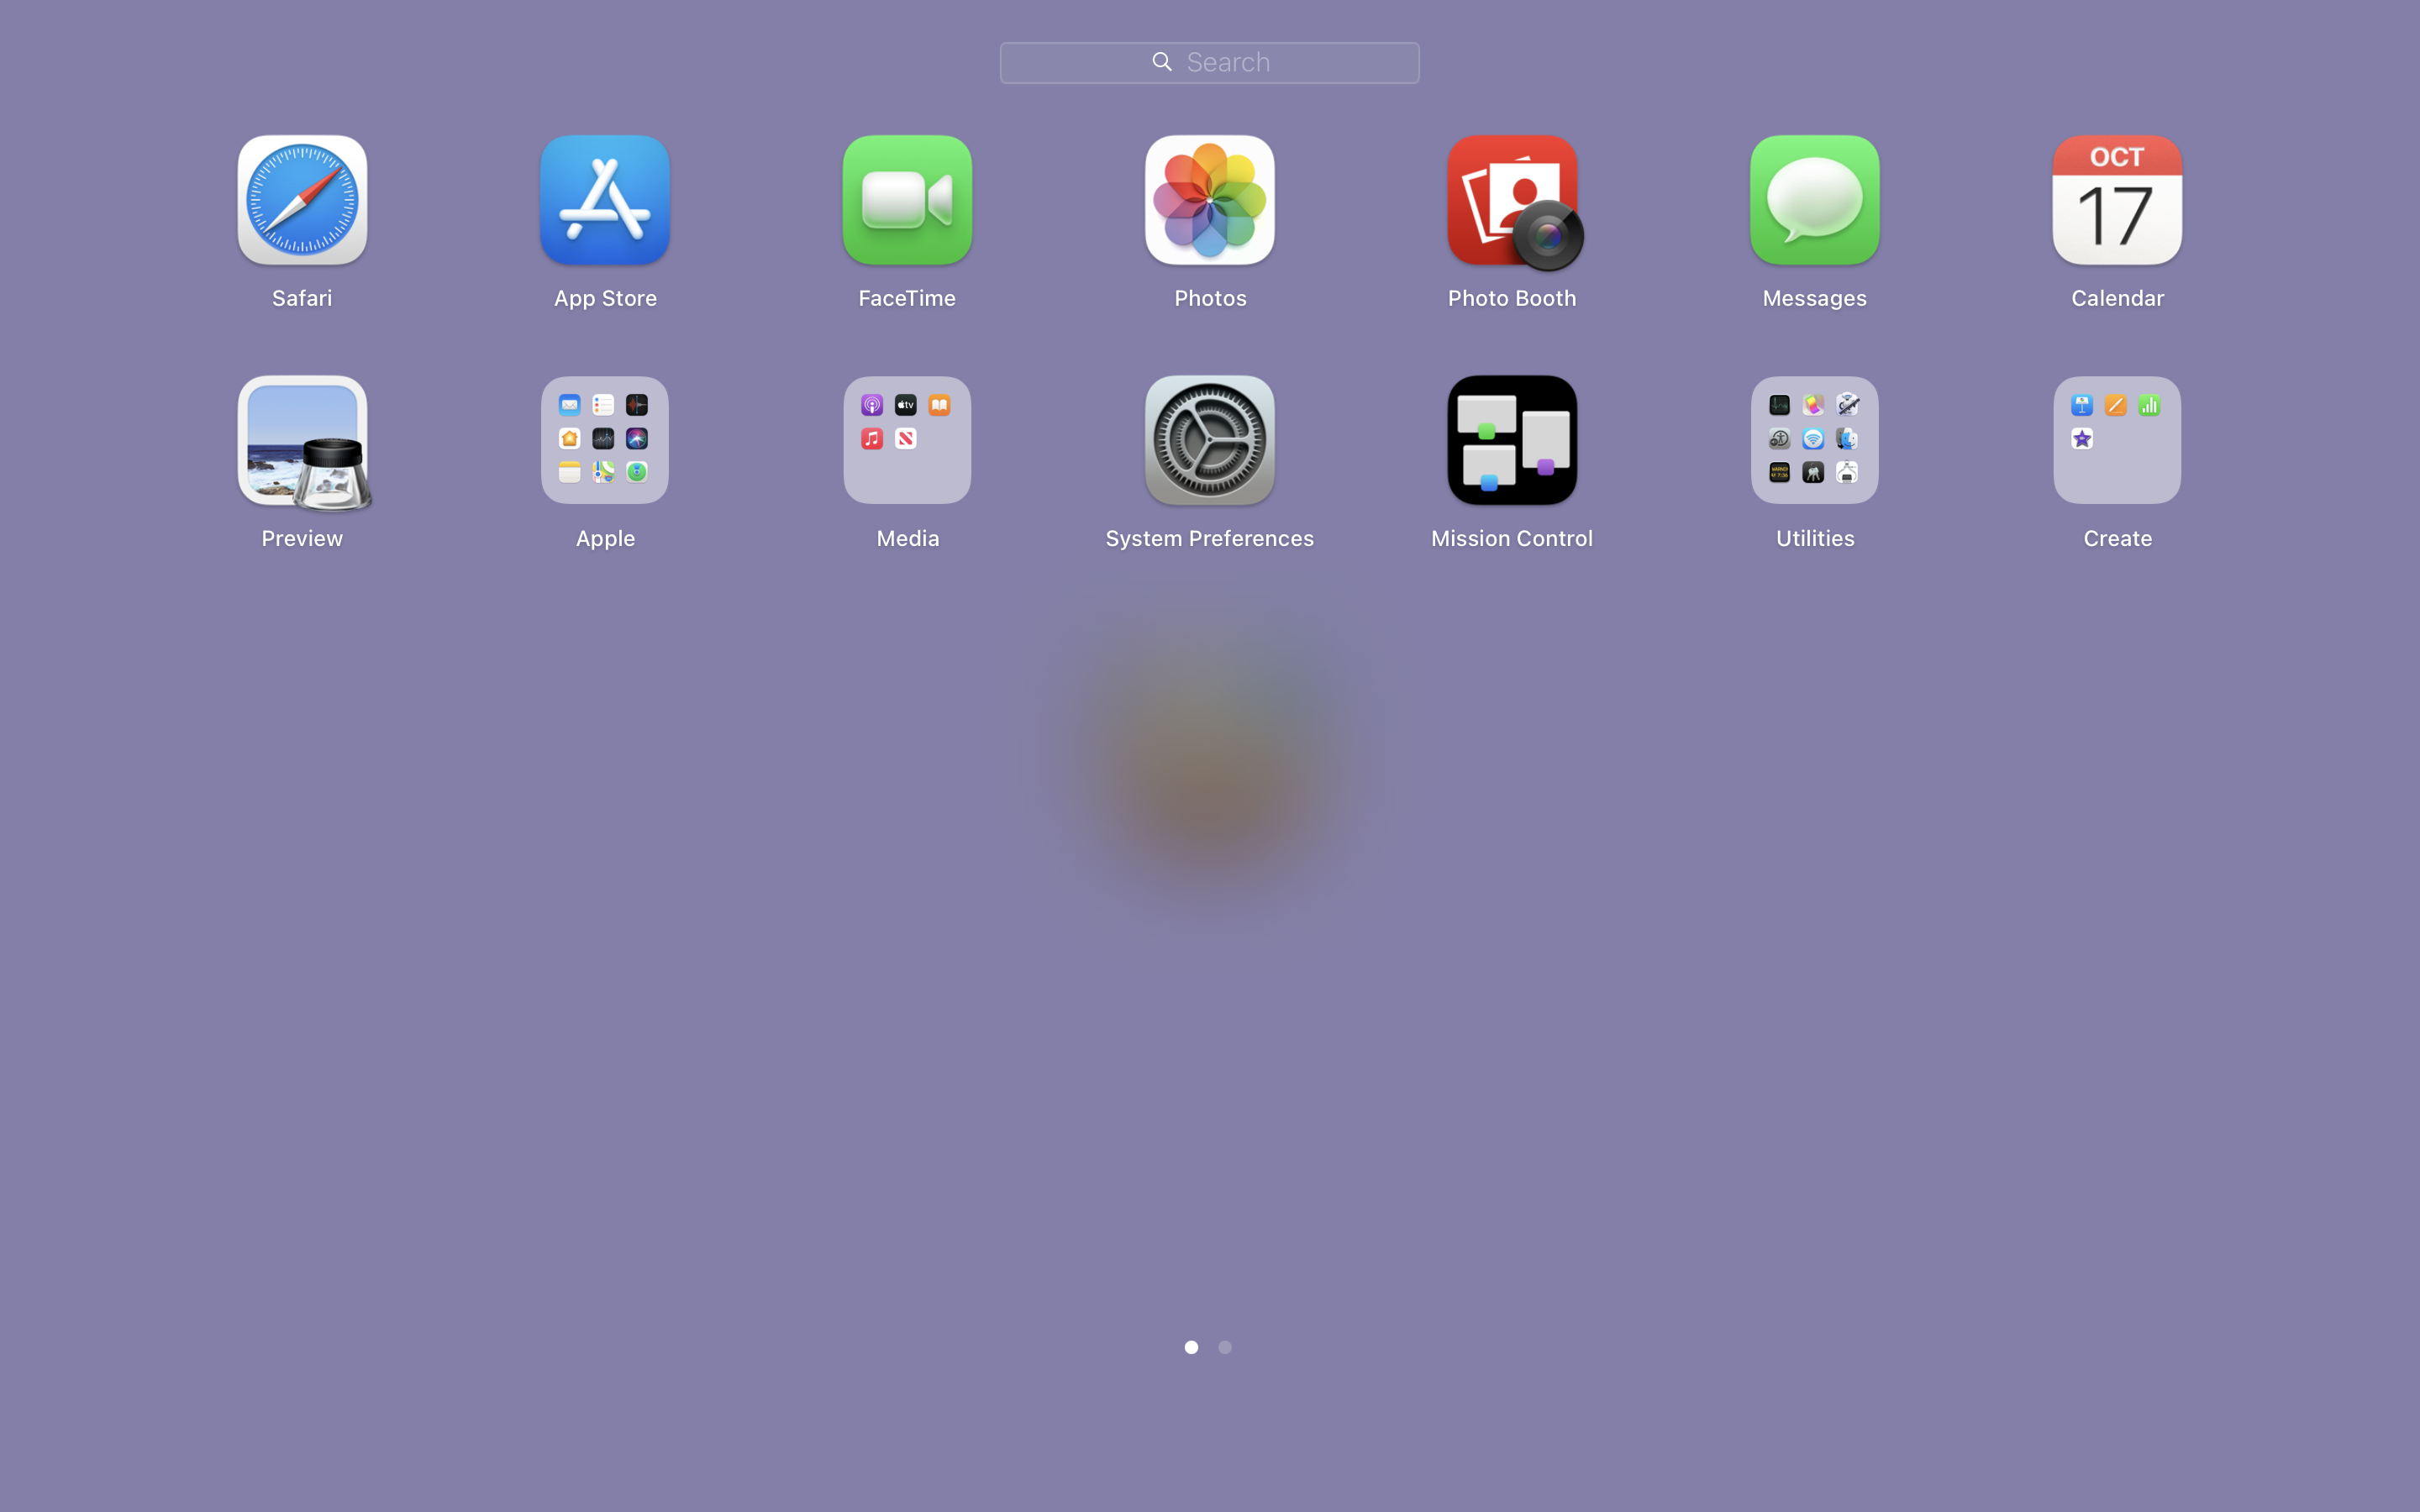 Search
Safari
App Store
FaceTime
Photos
Photo Booth
Messages
OCT
17
Calendar
Preview
Apple
tv
Media
System Preferences
Mission Control
Utilities
Create